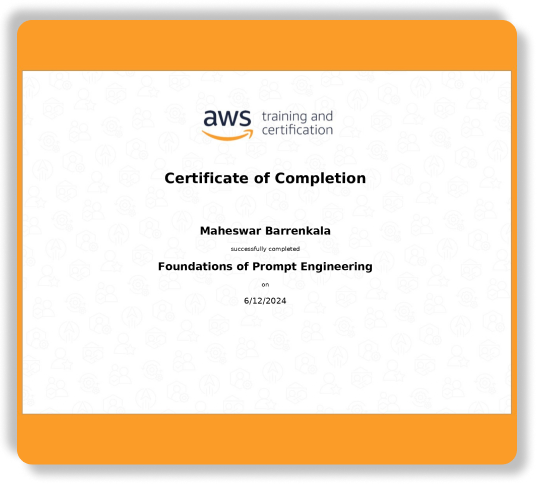 aws training and
certification
Certificate of Completion
Maheswar Barrenkala
successfully completed
Foundations of Prompt Engineering
on
6/12/2024